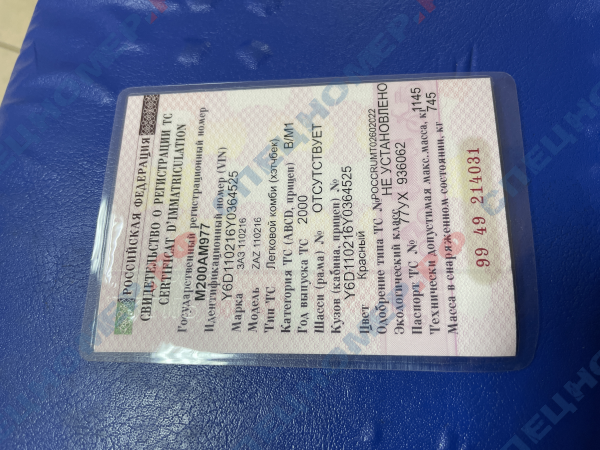 РОССИЙСКАЯ ФЕДЕРАЦИЯ
СВИДЕТЕЛЬСТВО О РЕГИСТРАЦИИ ТС
CERTIFICAT D'IMMATRICULATION
Государственный регистрационный номер
М200АМ977
Идентификационный номер (VIN)
Y6D110216Y0364525
Марка ЗАЗ 110216
Модель ZAZ 110216
Тип ТС Легковой комби (хэтчбек)
Категория ТС (ABCD, прицеп) B/M1
Год выпуска ТС 2000
Шасси (рама) № ОТСУТСТВУЕТ
Кузов (кабина, прицеп) №
Y6D110216Y0364525
Цвет Красный
Одобрение типа ТС №РОССRUMT02602C22
Экологический класс НЕ УСТАНОВЛЕНО
Паспорт ТС № 77УХ 936062
Технически допустимая макс. масса, кг 1145
Масса в снаряженном состоянии, кг 745
99 49 214031
СПЕЦНОМЕР